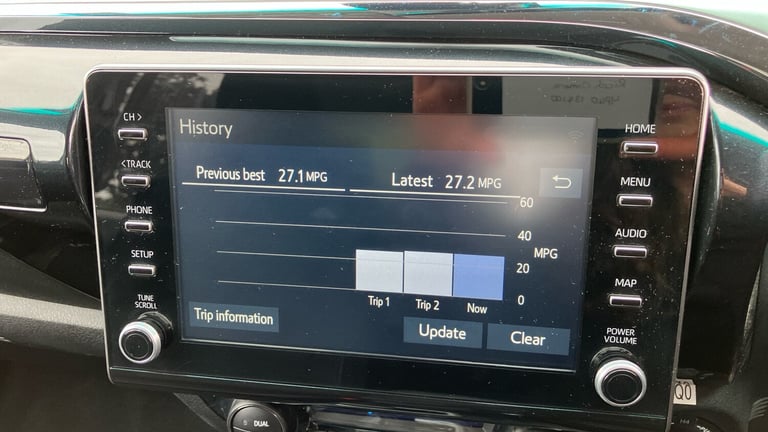 CH >
<TRACK
PHONE
SETUP
TUNE
SCROLL
History
Previous best 27.1 MPG
Latest 27.2 MPG
60
40
MPG
20
0
Trip 1
Trip 2
Now
Trip information
Update
Clear
HOME
MENU
AUDIO
MAP
POWER
VOLUME
DUAL